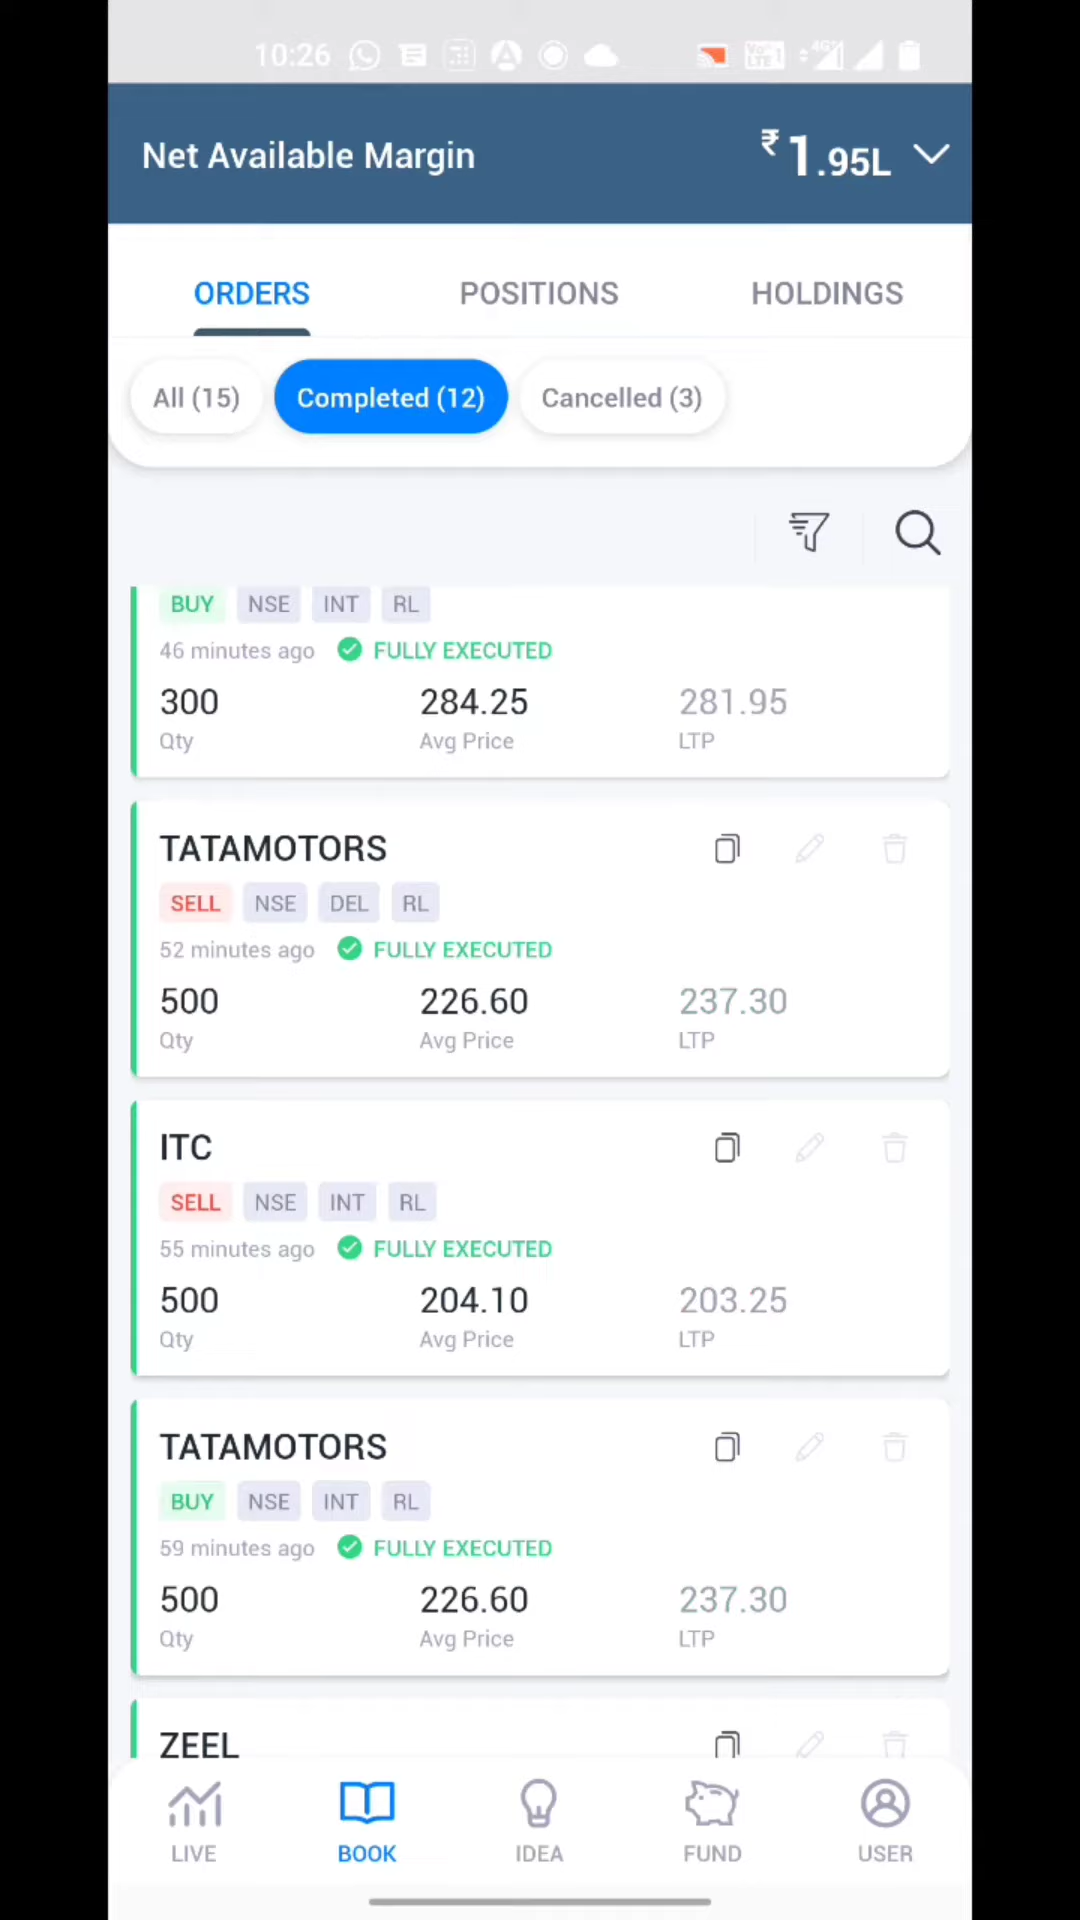 10:26
Net Available Margin ₹1.95L
ORDERS POSITIONS HOLDINGS
All (15) Completed (12) Cancelled (3)
BUY NSE INT RL
46 minutes ago FULLY EXECUTED
300 284.25 281.95
Qty Avg Price LTP
TATAMOTORS
SELL NSE DEL RL
52 minutes ago FULLY EXECUTED
500 226.60 237.30
Qty Avg Price LTP
ITC
SELL NSE INT RL
55 minutes ago FULLY EXECUTED
500 204.10 203.25
Qty Avg Price LTP
TATAMOTORS
BUY NSE INT RL
59 minutes ago FULLY EXECUTED
500 226.60 237.30
Qty Avg Price LTP
ZEEL
LIVE BOOK IDEA FUND USER